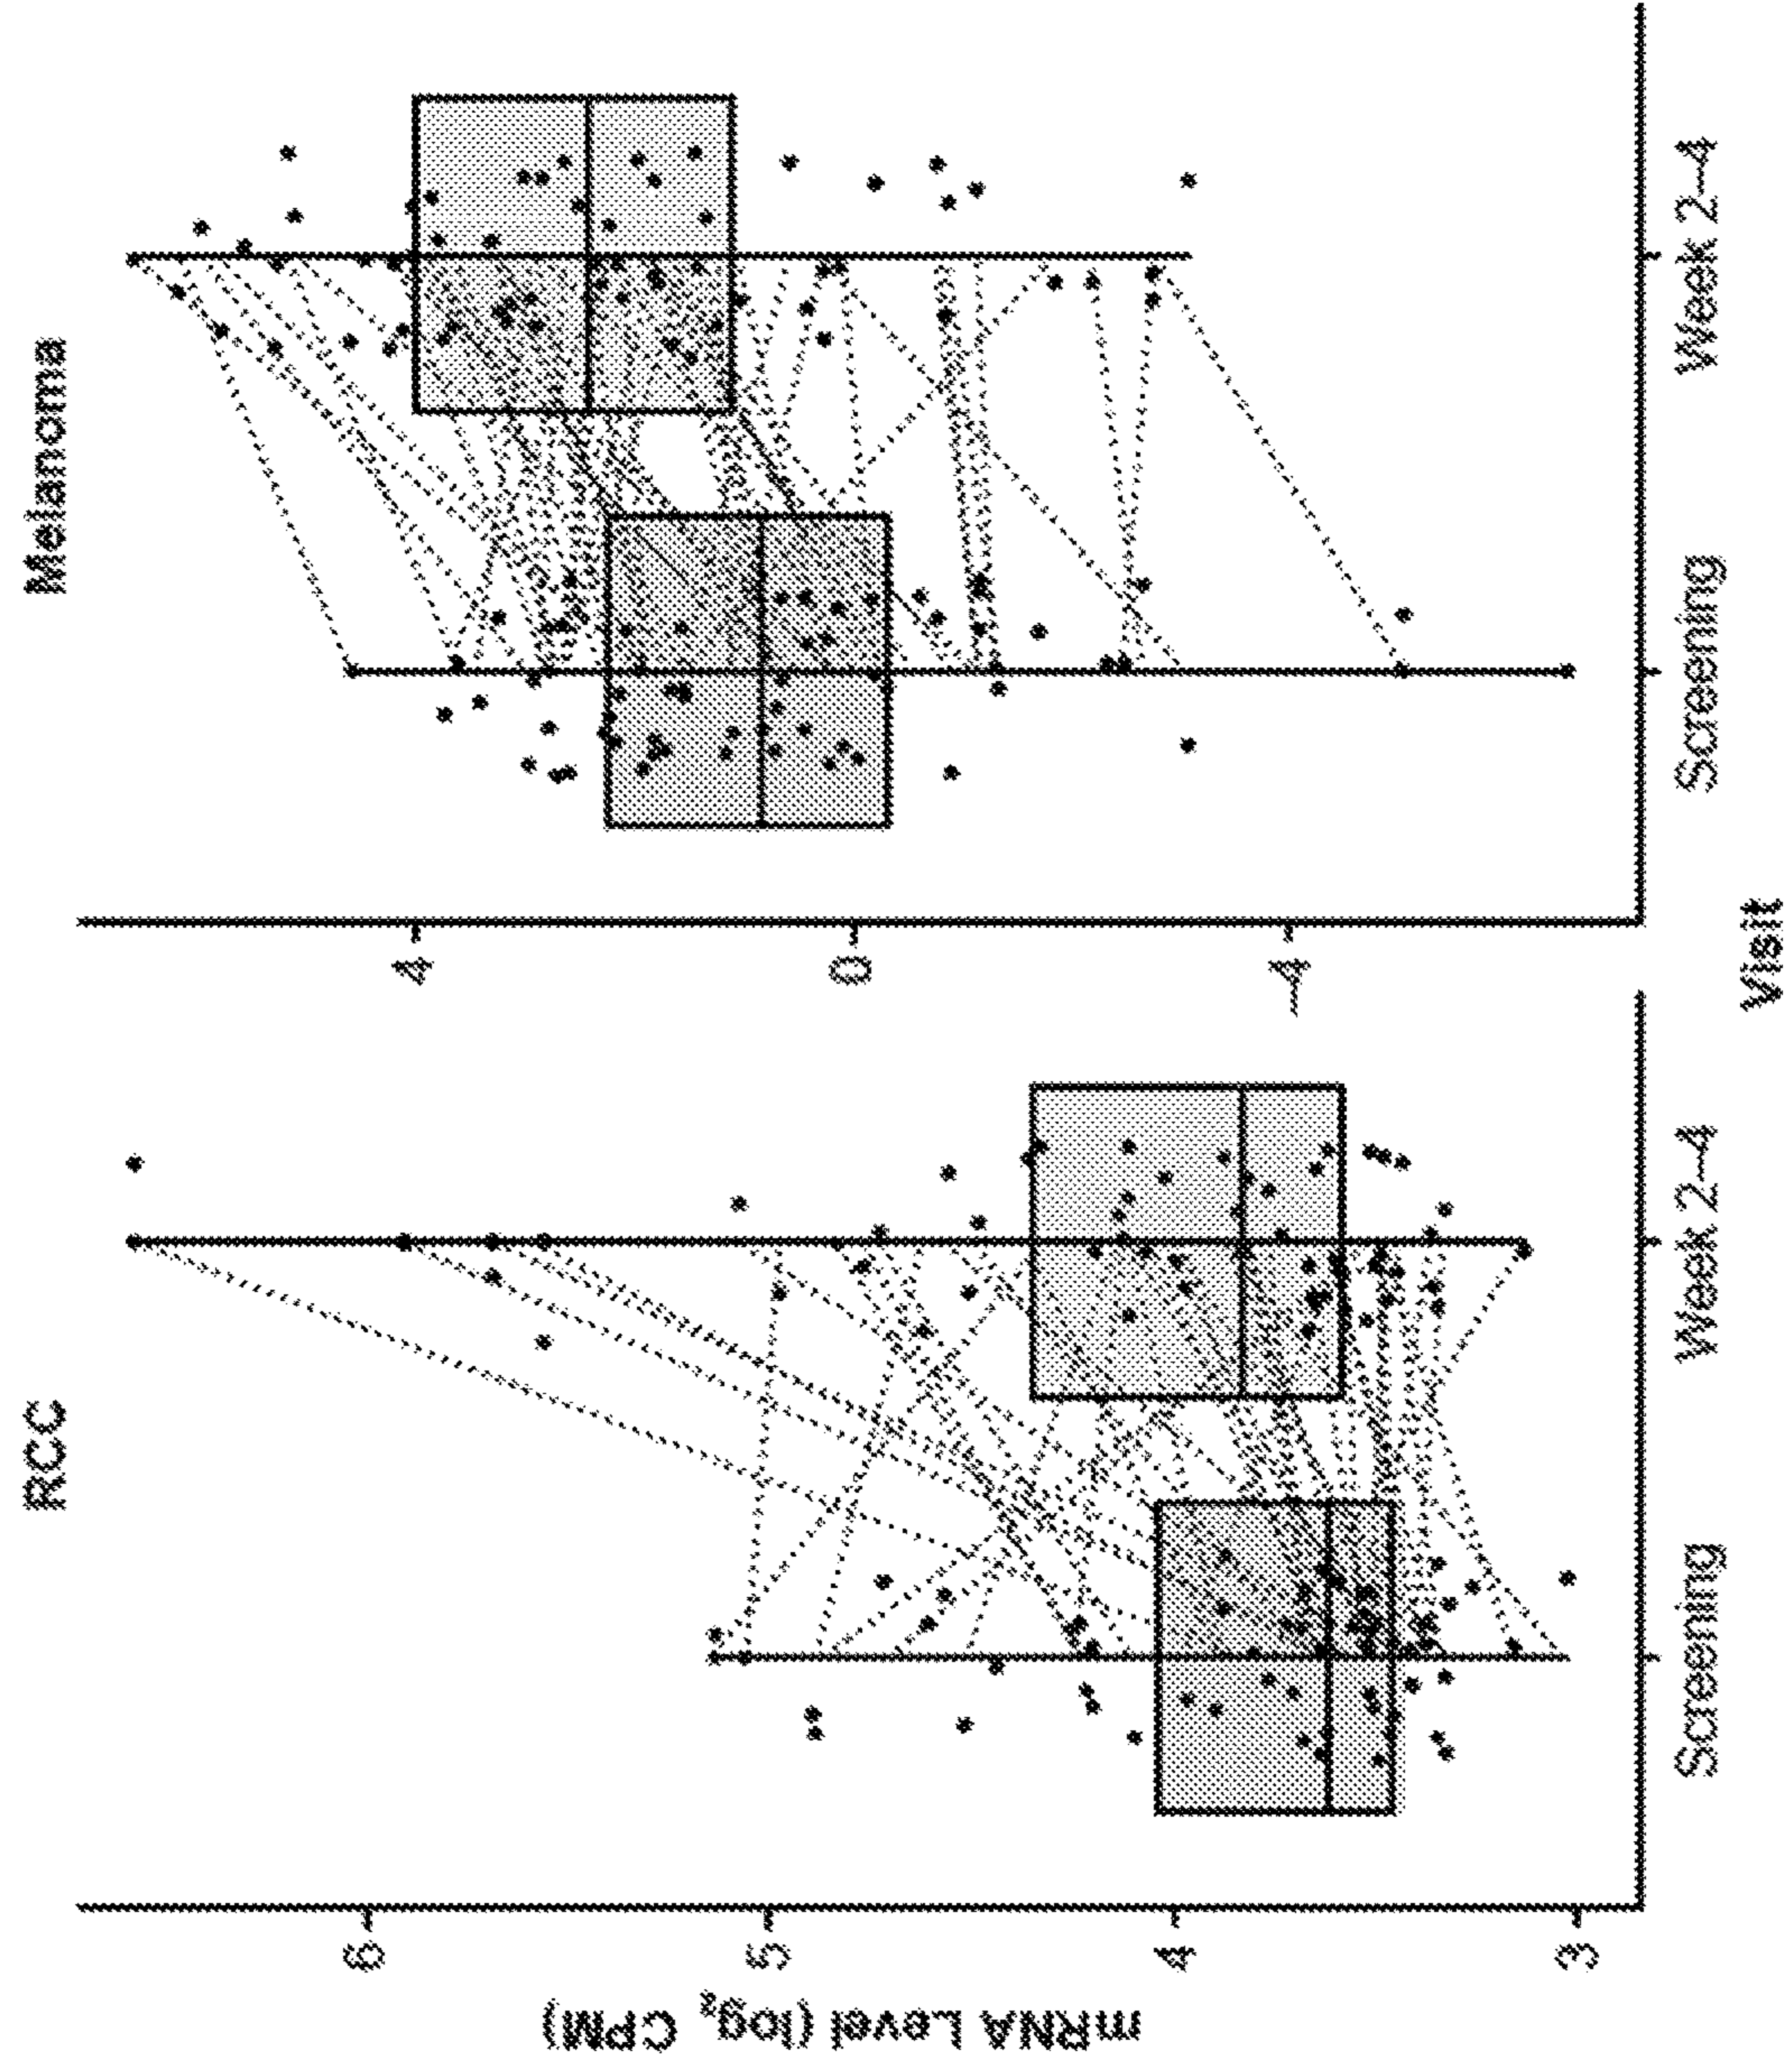 RCC
Melanoma
mRNA Level (log₂ CPM)
6
5
4
3
4
0
–4
Screening
Week 2–4
Screening
Week 2–4
Visit